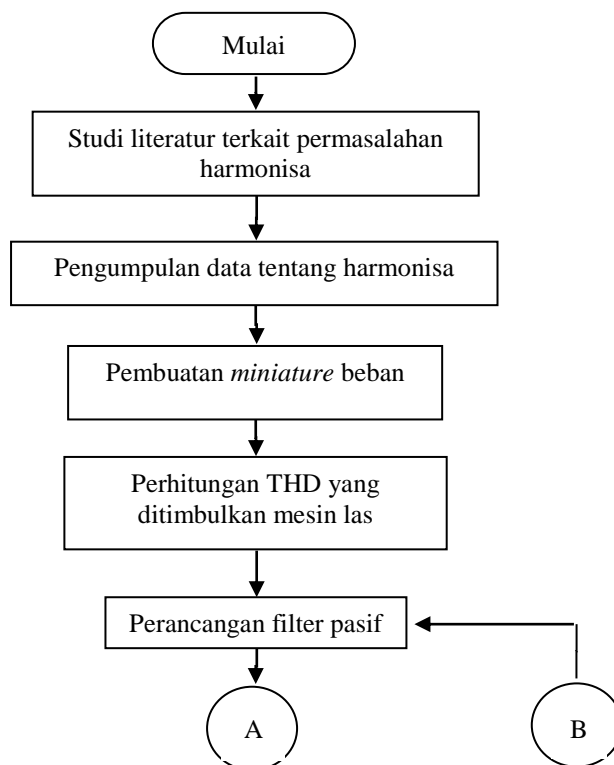 Mulai
Studi literatur terkait permasalahan
harmonisa
Pengumpulan data tentang harmonisa
Pembuatan miniature beban
Perhitungan THD yang
ditimbulkan mesin las
Perancangan filter pasif
A
B